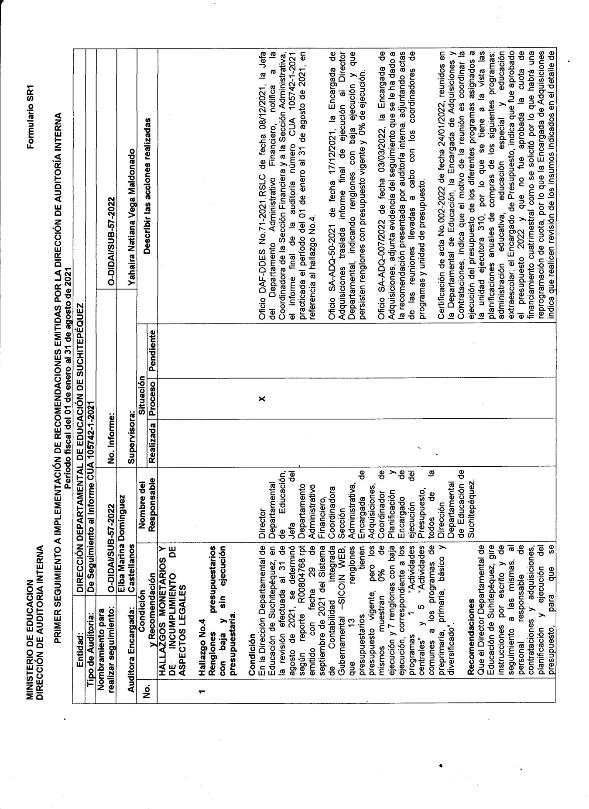 MINISTERIO DE EDUCACION
DIRECCIÓN DE AUDITORIA INTERNA
Formulario SR1
PRIMER SEGUIMIENTO A IMPLEMENTACIÓN DE RECOMENDACIONES EMITIDAS POR LA DIRECCIÓN DE AUDITORÍA INTERNA
Período fiscal del 01 de enero al 31 de agosto de 2021
Entidad: DIRECCIÓN DEPARTAMENTAL DE EDUCACIÓN DE SUCHITEPÉQUEZ
Tipo de Auditoría: De Seguimiento al Informe CUA 105742-1-2021
Nombramiento para realizar seguimiento: O-DIDAI/SUB-57-2022
No. Informe: O-DIDAI/SUB-57-2022
Auditora Encargada: Elba Marina Domínguez Castellanos
Supervisora: Yahaira Natiana Vega Maldonado
No.
Condición y Recomendación
Nombre del Responsable
Situación
Realizada
Proceso
Pendiente
Describir las acciones realizadas
HALLAZGOS MONETARIOS Y
DE INCUMPLIMIENTO DE
ASPECTOS LEGALES
1
Hallazgo No.4
Renglones presupuestarios
con baja y sin ejecución
presupuestaria.
Condición
En la Dirección Departamental de
Educación de Suchitepéquez, en
la revisión efectuada al 31 de
agosto de 2021, se determinó
según reporte R00804768.rpt
emitido con fecha 29 de
septiembre de 2021 del Sistema
de Contabilidad Integrada
Gubernamental –SICOIN WEB,
que 13 renglones
presupuestarios tienen
presupuesto vigente, pero los
mismos muestran 0% de
ejecución y 7 renglones con baja
ejecución correspondiente a los
programas 1 "Actividades
centrales" y 5 "Actividades
comunes a los programas de
preprimaria, primaria, básico y
diversificado".
Recomendaciones
Que el Director Departamental de
Educación de Suchitepéquez, gire
instrucciones por escrito y de
seguimiento a las mismas, al
personal responsable de
contrataciones y adquisiciones,
planificación y ejecución del
presupuesto para que se
Director
Departamental
de Educación,
Jefa del
Departamento
Administrativo
Financiero,
Coordinadora
Sección
Administrativa,
Encargada de
Adquisiciones,
Coordinador de
Planificación y
Encargado de
ejecución del
Presupuesto,
todos de la
Dirección
Departamental
de Educación de
Suchitepéquez.
X
Oficio DAF-DDES No.71-2021 RSLC de fecha 08/12/2021, la Jefa
del Departamento Administrativo Financiero, notifica a la
Coordinadora de la Sección Financiera y a la Sección Administrativa,
el informe final de la auditoría número CUA 105742-1-2021
practicada el período del 01 de enero al 31 de agosto de 2021, en
referencia al hallazgo No.4
Oficio SA-ADQ-50-2021 de fecha 17/12/2021, la Encargada de
Adquisiciones traslada informe final de ejecución al Director
Departamental, indicando renglones con baja ejecución y que
persisten renglones con presupuesto vigente y 0% de ejecución.
Oficio SA-ADQ-007/2022 de fecha 03/03/2022, la Encargada de
Adquisiciones, adjunta evidencia del seguimiento que se le ha dado a
la recomendación presentada por auditoria interna, adjuntando actas
de las reuniones llevadas a cabo con los coordinadores de
programas y unidad de presupuesto.
Certificación de acta No.002-2022 de fecha 24/01/2022, reunidos en
la Departamental de Educación, la Encargada de Adquisiciones y
Contrataciones, indica que el motivo de la reunión es coordinar la
ejecución del presupuesto de los diferentes programas asignados a
la unidad ejecutora 310, por lo que se tiene a la vista las
planificaciones anuales de compras de los siguientes programas:
administración educativa, educación especial y educación
extraescolar; el Encargado de Presupuesto, indica que fue aprobado
el presupuesto 2022 y que no fue aprobada la cuota de
financiamiento cuatrimestral como se solicitó por lo que habrá una
reprogramación de cuota, por lo que la Encargada de Adquisiciones
indica que realicen revisión de los insumos indicados en el detalle de